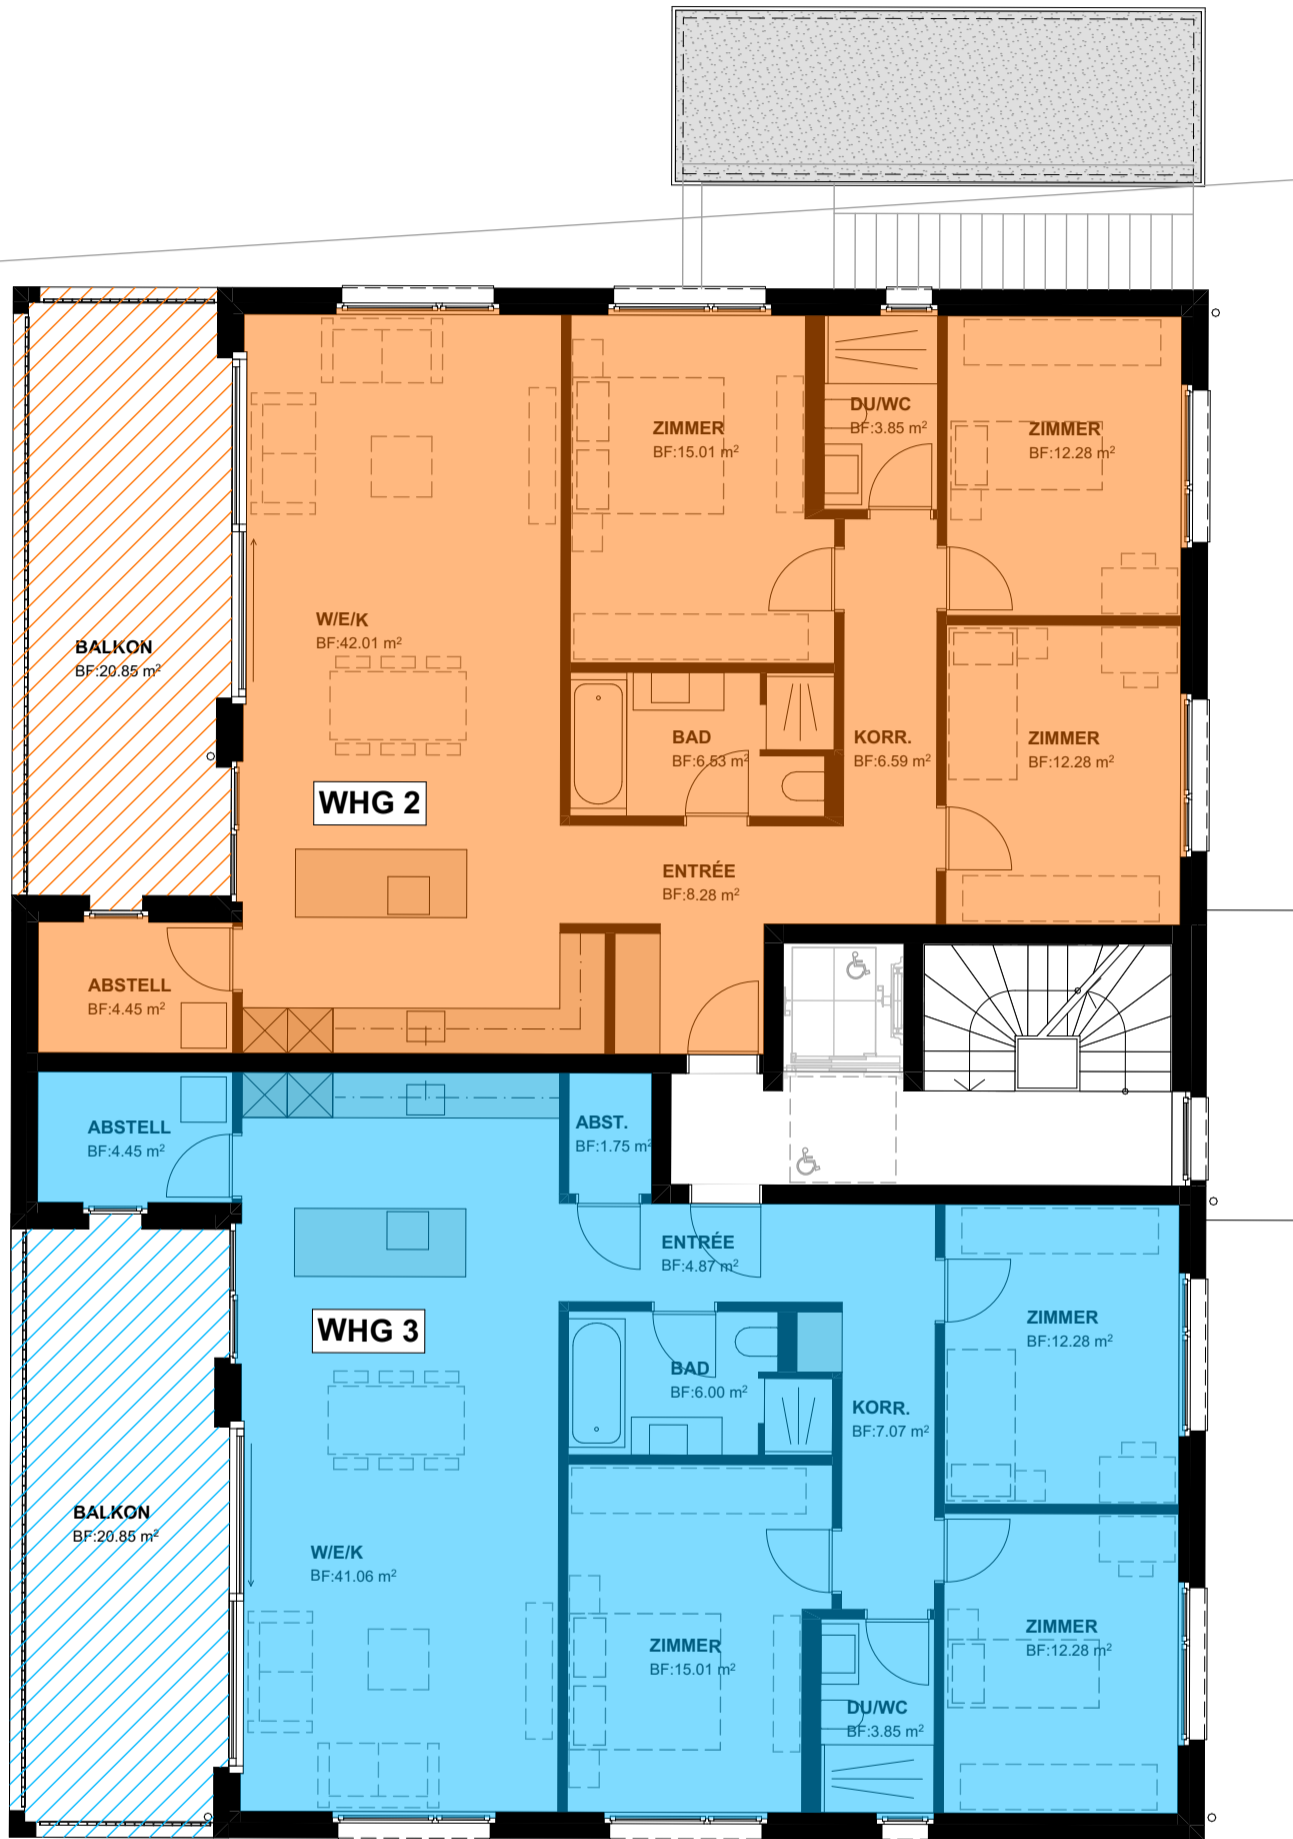 DU/WC
BF:3.85 m²
ZIMMER
BF:15.01 m²
ZIMMER
BF:12.28 m²
W/E/K
BF:42.01 m²
BALKON
BF:20.85 m²
BAD
BF:6.53 m²
KORR.
BF:6.59 m²
ZIMMER
BF:12.28 m²
WHG 2
ENTRÉE
BF:8.28 m²
ABSTELL
BF:4.45 m²
ABSTELL
BF:4.45 m²
ABST.
BF:1.75 m²
ENTRÉE
BF:4.87 m²
WHG 3
ZIMMER
BF:12.28 m²
BAD
BF:6.00 m²
KORR.
BF:7.07 m²
BALKON
BF:20.85 m²
W/E/K
BF:41.06 m²
ZIMMER
BF:15.01 m²
ZIMMER
BF:12.28 m²
DU/WC
BF:3.85 m²